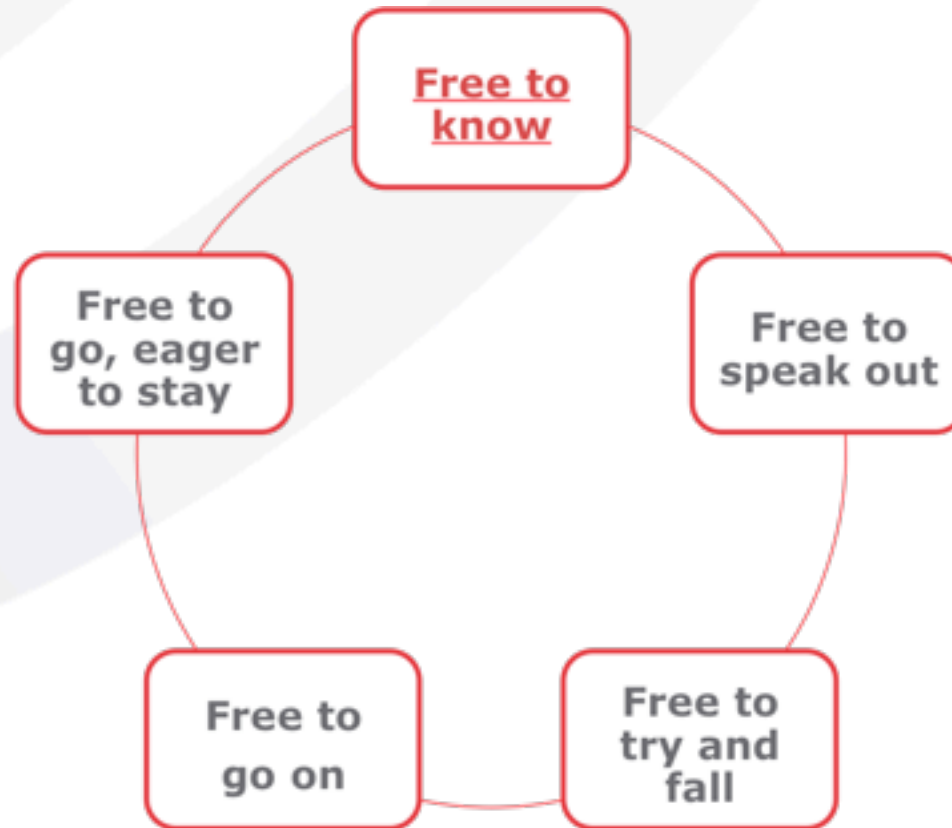 Free to
know
Free to
speak out
Free to
try and
fall
Free to
go on
Free to
go, eager
to stay